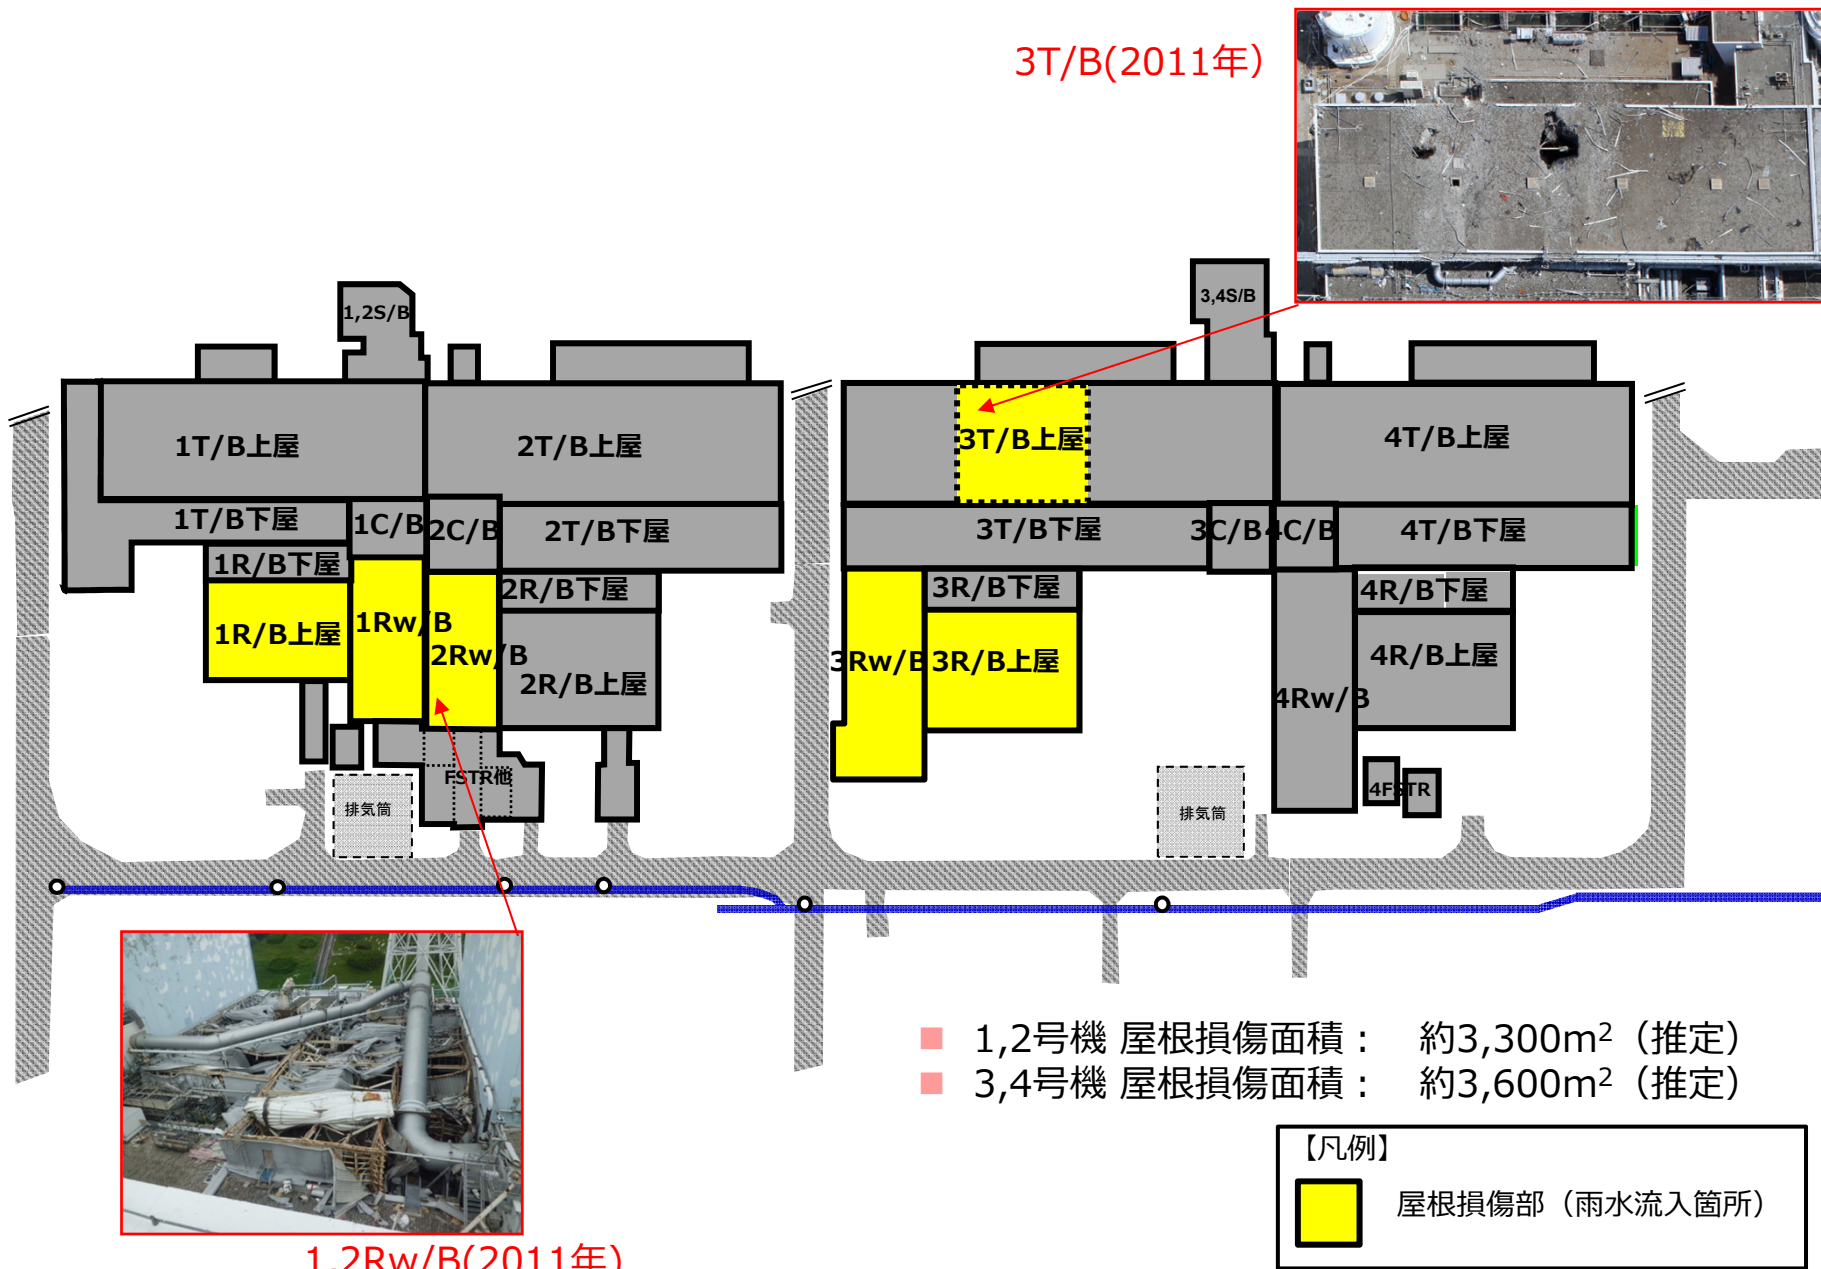 3T/B(2011年)
1,2S/B
3,4S/B
1T/B上屋
2T/B上屋
3T/B上屋
4T/B上屋
1T/B下屋
1C/B
2C/B
2T/B下屋
3T/B下屋
3C/B
4C/B
4T/B下屋
1R/B下屋
2R/B下屋
3R/B下屋
4R/B下屋
1R/B上屋
1Rw/B
2Rw/B
2R/B上屋
3Rw/B
3R/B上屋
4Rw/B
4R/B上屋
FSTR他
4FSTR
排気筒
排気筒
■ 1,2号機 屋根損傷面積: 約3,300m²(推定)
■ 3,4号機 屋根損傷面積: 約3,600m²(推定)
【凡例】
屋根損傷部(雨水流入箇所)
1,2Rw/B(2011年)